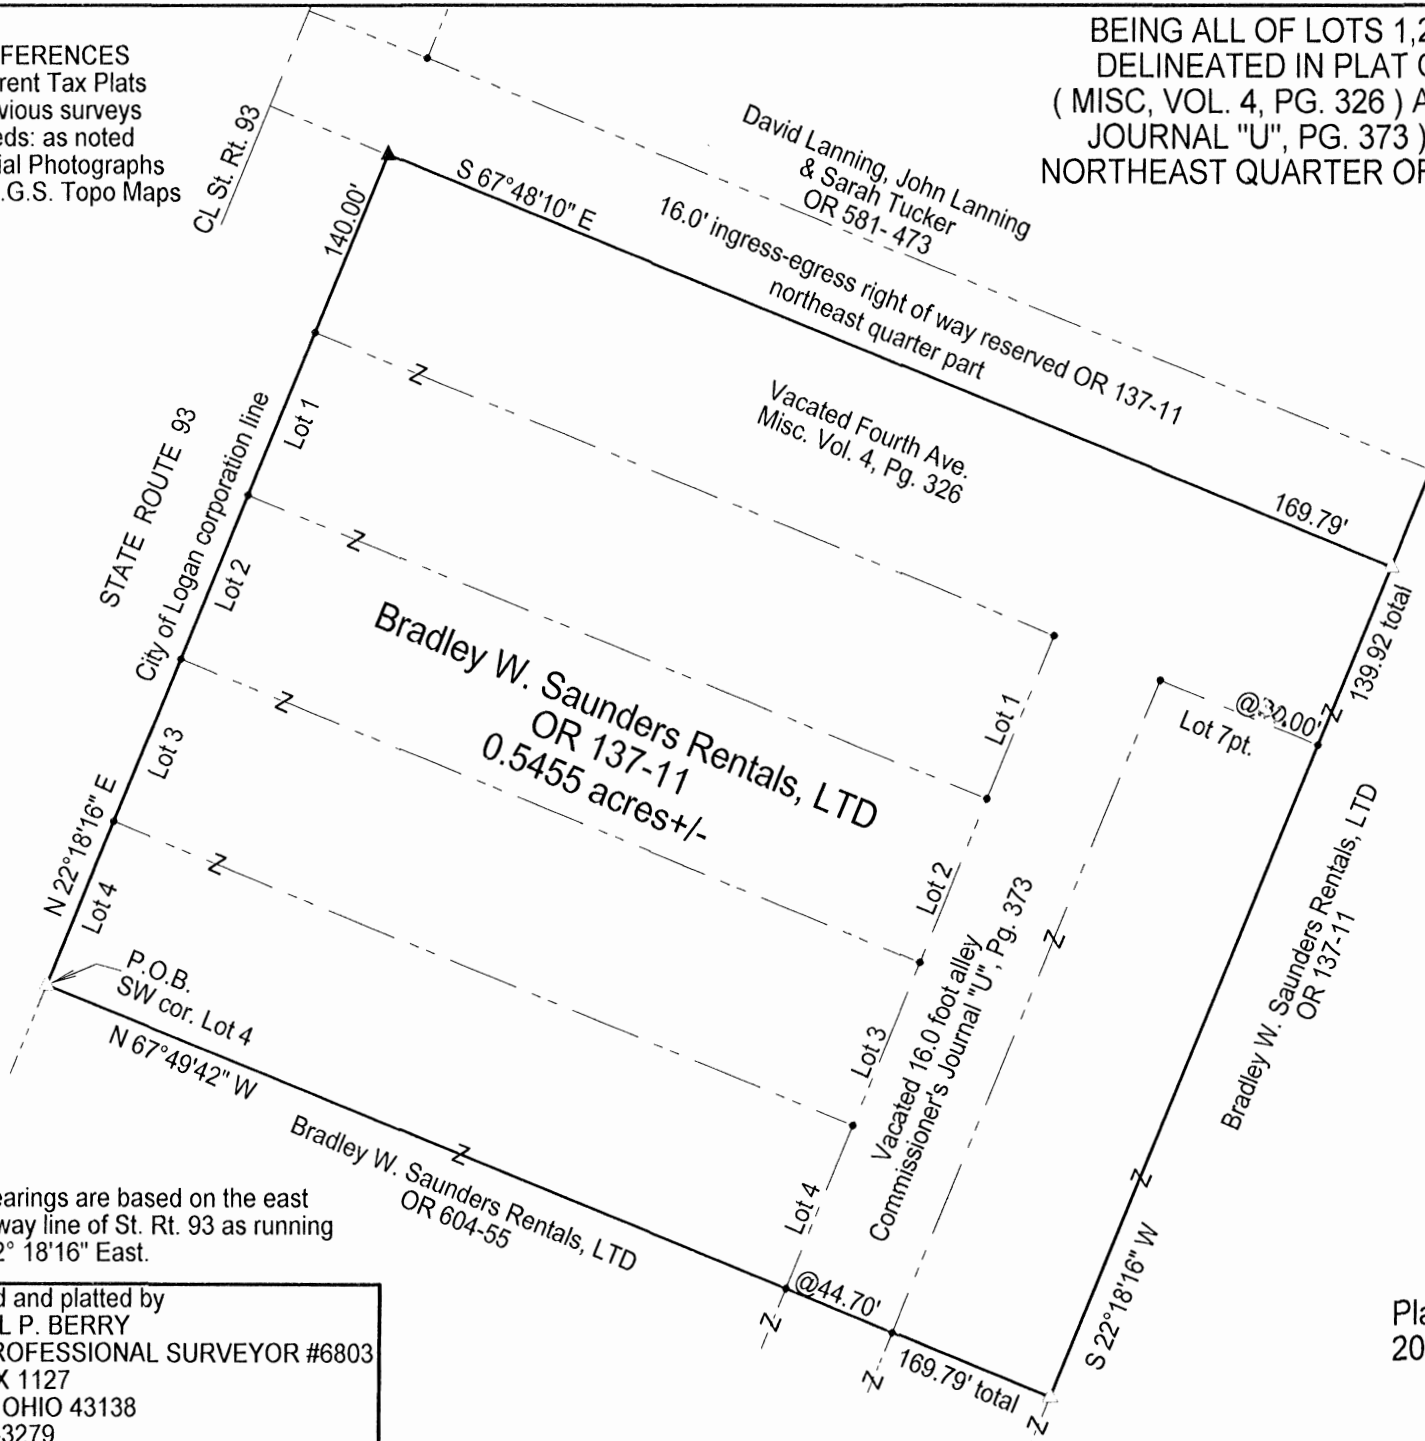 FERENCES
rent Tax Plats
vious surveys
eds: as noted
ial Photographs
.G.S. Topo Maps
BEING ALL OF LOTS 1,2
DELINEATED IN PLAT
( MISC, VOL. 4, PG. 326 )
JOURNAL "U", PG. 373 )
NORTHEAST QUARTER OF
CL St. Rt. 93
David Lanning, John Lanning
& Sarah Tucker
OR 581- 473
140.00'
S 67°48'10" E
16.0' ingress-egress right of way reserved OR 137-11
northeast quarter part
Vacated Fourth Ave.
Misc. Vol. 4, Pg. 326
169.79'
139.92 total
STATE ROUTE 93
City of Logan corporation line
Lot 1
Z
Lot 2
Z
Lot 3
Z
Lot 4
Z
N 22°18'16" E
Bradley W. Saunders Rentals, LTD
OR 137-11
0.5455 acres+/-
Lot 1
Lot 2
Lot 3
Lot 4
Z
Lot 7pt.
Vacated 16.0 foot alley
Commissioner's Journal "U", Pg. 373
Z
Bradley W. Saunders Rentals, LTD
OR 137-11
Z
S 22°18'16" W
P.O.B.
SW cor. Lot 4
N 67°49'42" W
Z
Bradley W. Saunders Rentals, LTD
OR 604-55
@44.70'
169.79' total
Z
Z
Z
earings are based on the east
way line of St. Rt. 93 as running
2° 18'16" East.
d and platted by
L P. BERRY
ROFESSIONAL SURVEYOR #6803
X 1127
OHIO 43138
3279
Pla
20